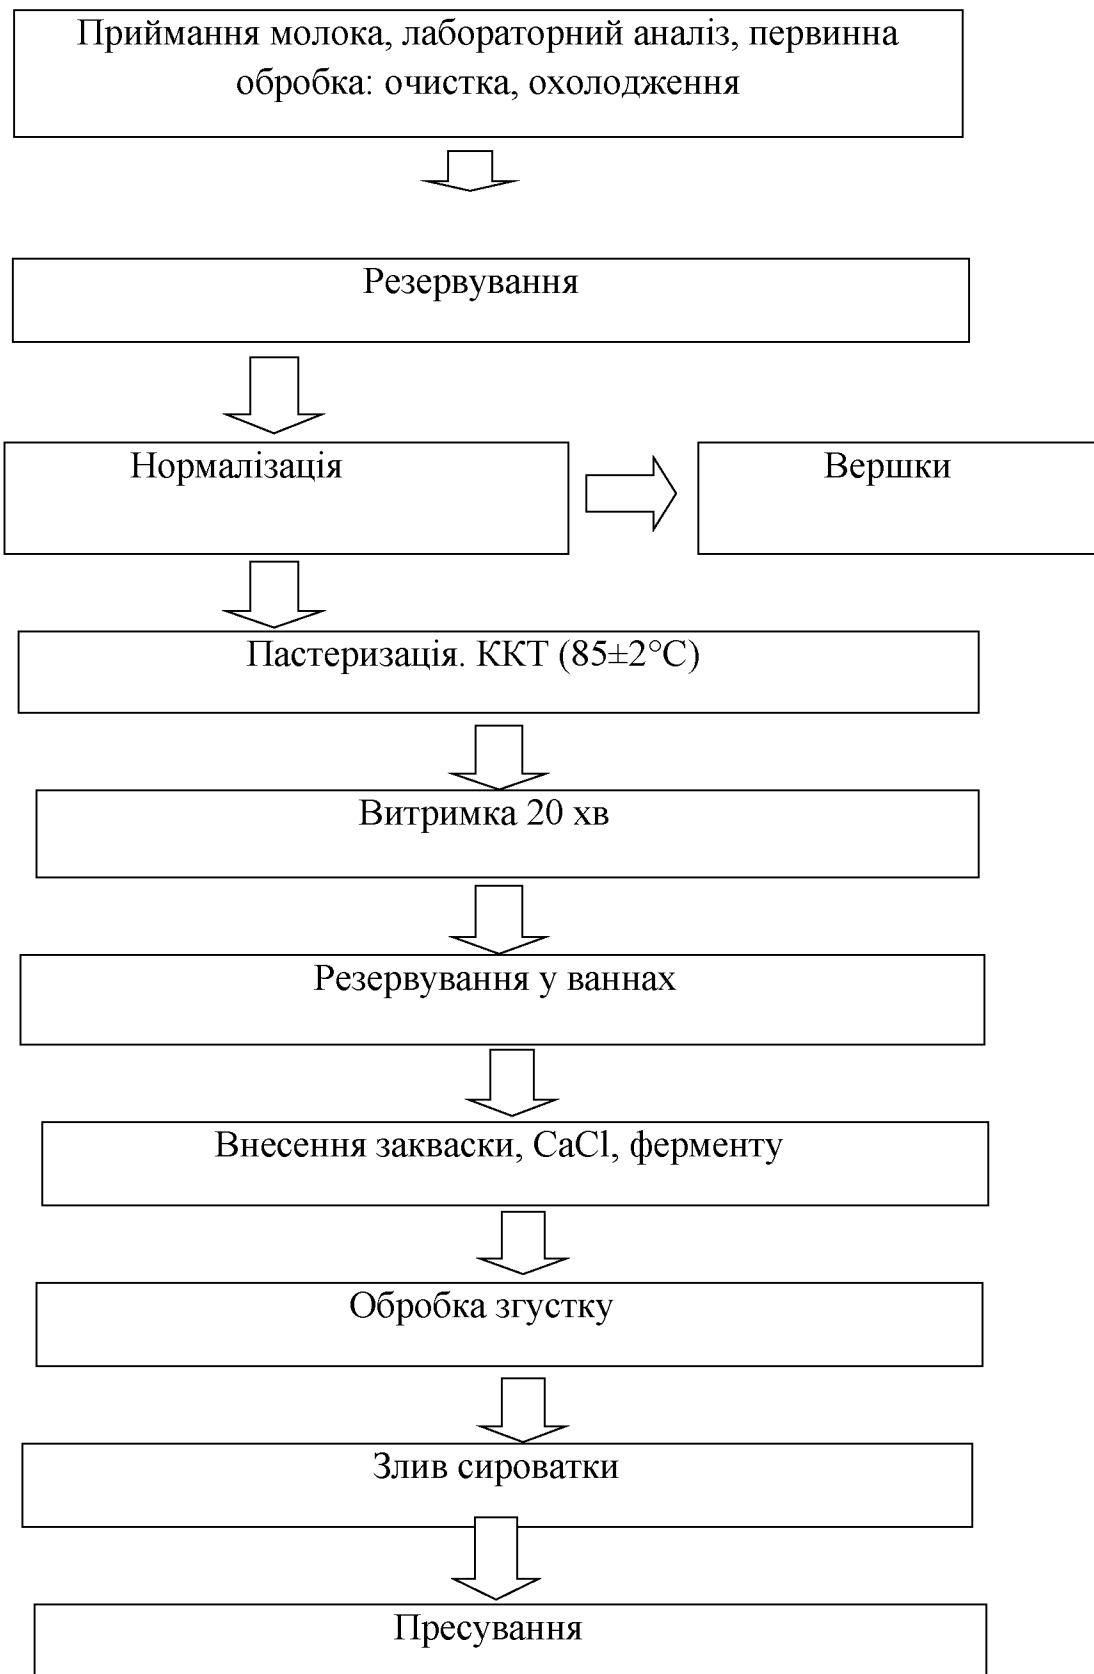 Приймання молока, лабораторний аналіз, первинна
обробка: очистка, охолодження
Резервування
Нормалізація
Вершки
Пастеризація. ККТ (85±2°С)
Витримка 20 хв
Резервування у ваннах
Внесення закваски, CaCl, ферменту
Обробка згустку
Злив сироватки
Пресування